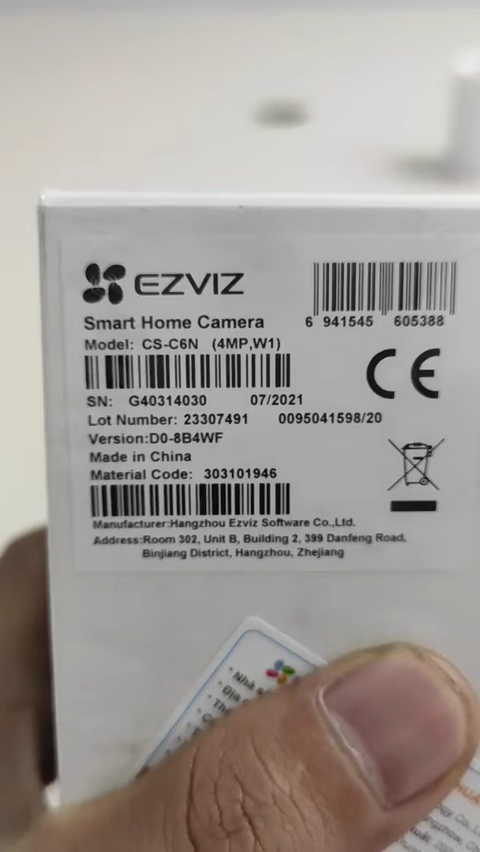 EZVIZ
Smart Home Camera
6 941545 605388
Model: CS-C6N (4MP,W1)
SN: G40314030 07/2021
CE
Lot Number: 23307491 0095041598/20
Version:D0-8B4WF
Made in China
Material Code: 303101946
Manufacturer:Hangzhou Ezviz Software Co.,Ltd.
Address:Room 302, Unit B, Building 2, 399 Danfeng Road,
Binjiang District, Hangzhou, Zhejiang